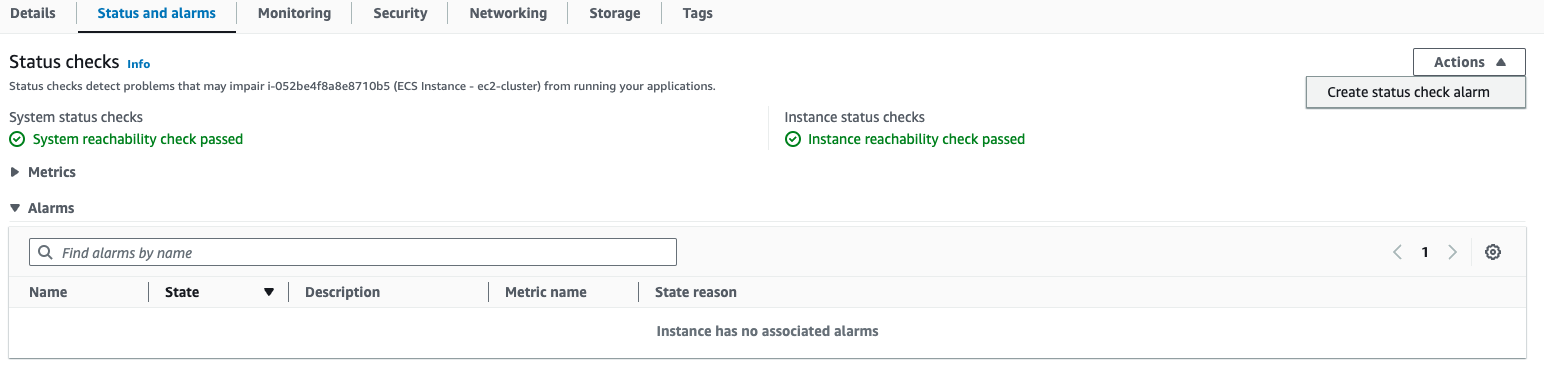 Details Status and alarms Monitoring Security Networking Storage Tags
Status checks Info Actions
Status checks detect problems that may impair i-052be4f8a8e8710b5 (ECS Instance - ec2-cluster) from running your applications.
Create status check alarm
System status checks Instance status checks
System reachability check passed Instance reachability check passed
Metrics
Alarms
Find alarms by name 1
Name State Description Metric name State reason
Instance has no associated alarms